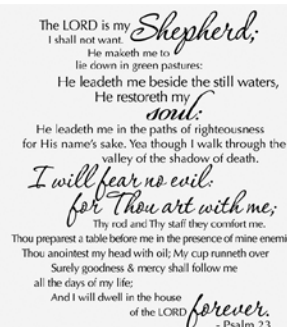 The LORD is my Shepherd;
I shall not want.
He maketh me to
lie down in green pastures:
He leadeth me beside the still waters,
He restoreth my
soul:
He leadeth me in the paths of righteousness
for His name's sake. Yea though I walk through the
valley of the shadow of death.
I will fear no evil:
for Thou art with me;
Thy rod and Thy staff they comfort me.
Thou preparest a table before me in the presence of mine enemi
Thou anointest my head with oil; My cup runneth over
Surely goodness & mercy shall follow me
all the days of my life;
And I will dwell in the house
of the LORD forever.
- Psalm 23